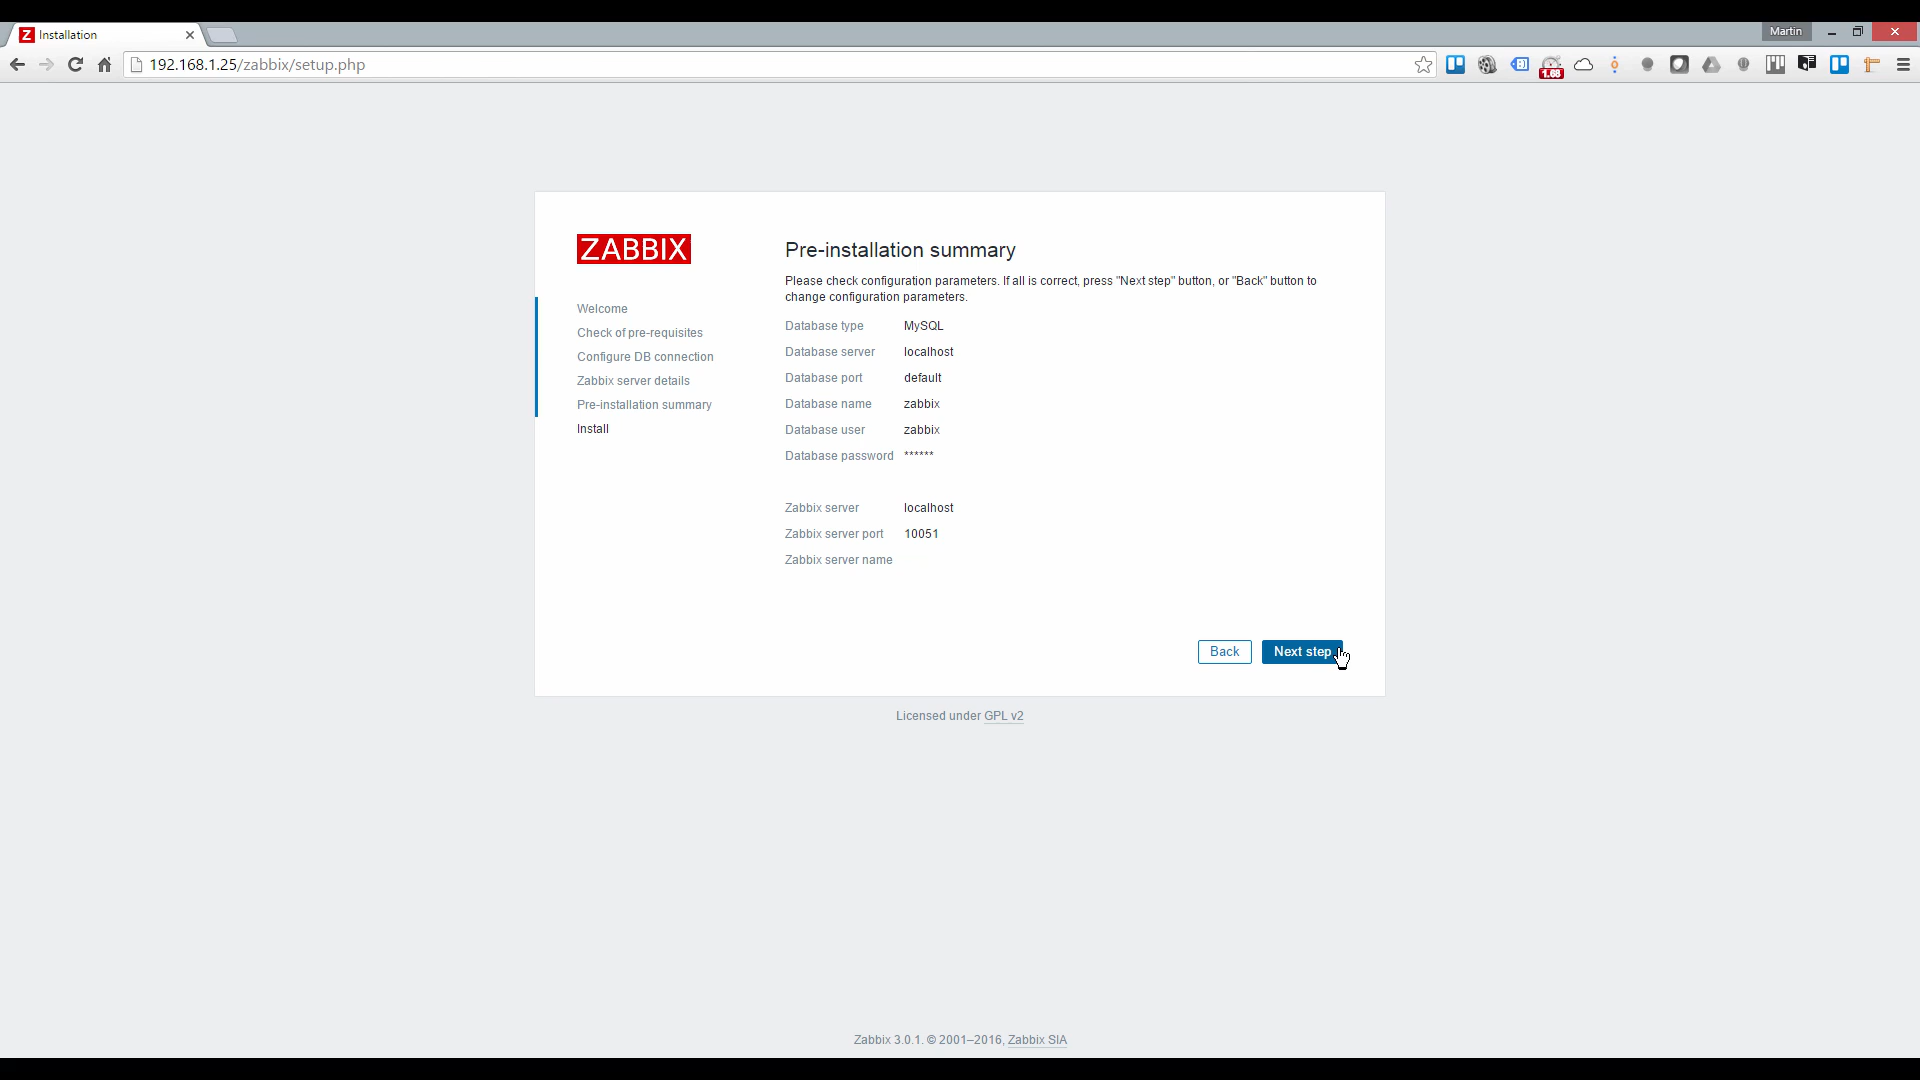 Installation
Martin
192.168.1.25/zabbix/setup.php
1.68
ZABBIX
Welcome
Check of pre-requisites
Configure DB connection
Zabbix server details
Pre-installation summary
Install
Pre-installation summary
Please check configuration parameters. If all is correct, press "Next step" button, or "Back" button to
change configuration parameters.
Database type MySQL
Database server localhost
Database port default
Database name zabbix
Database user zabbix
Database password ******
Zabbix server localhost
Zabbix server port 10051
Zabbix server name
Back Next step
Licensed under GPL v2
Zabbix 3.0.1. © 2001–2016, Zabbix SIA